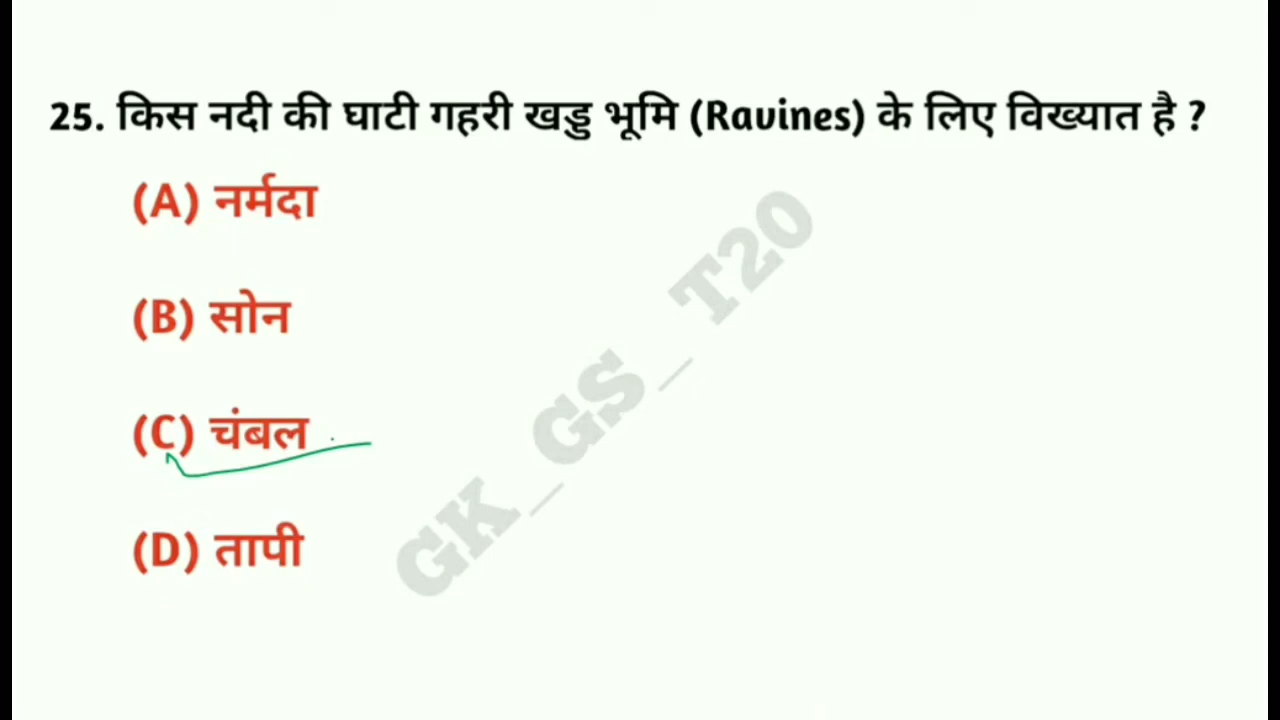 25. किस नदी की घाटी गहरी खड्ड भूमि (Ravines) के लिए विख्यात है ?
(A) नर्मदा
(B) सोन
(C) चंबल
(D) तापी
GK_GS_T20